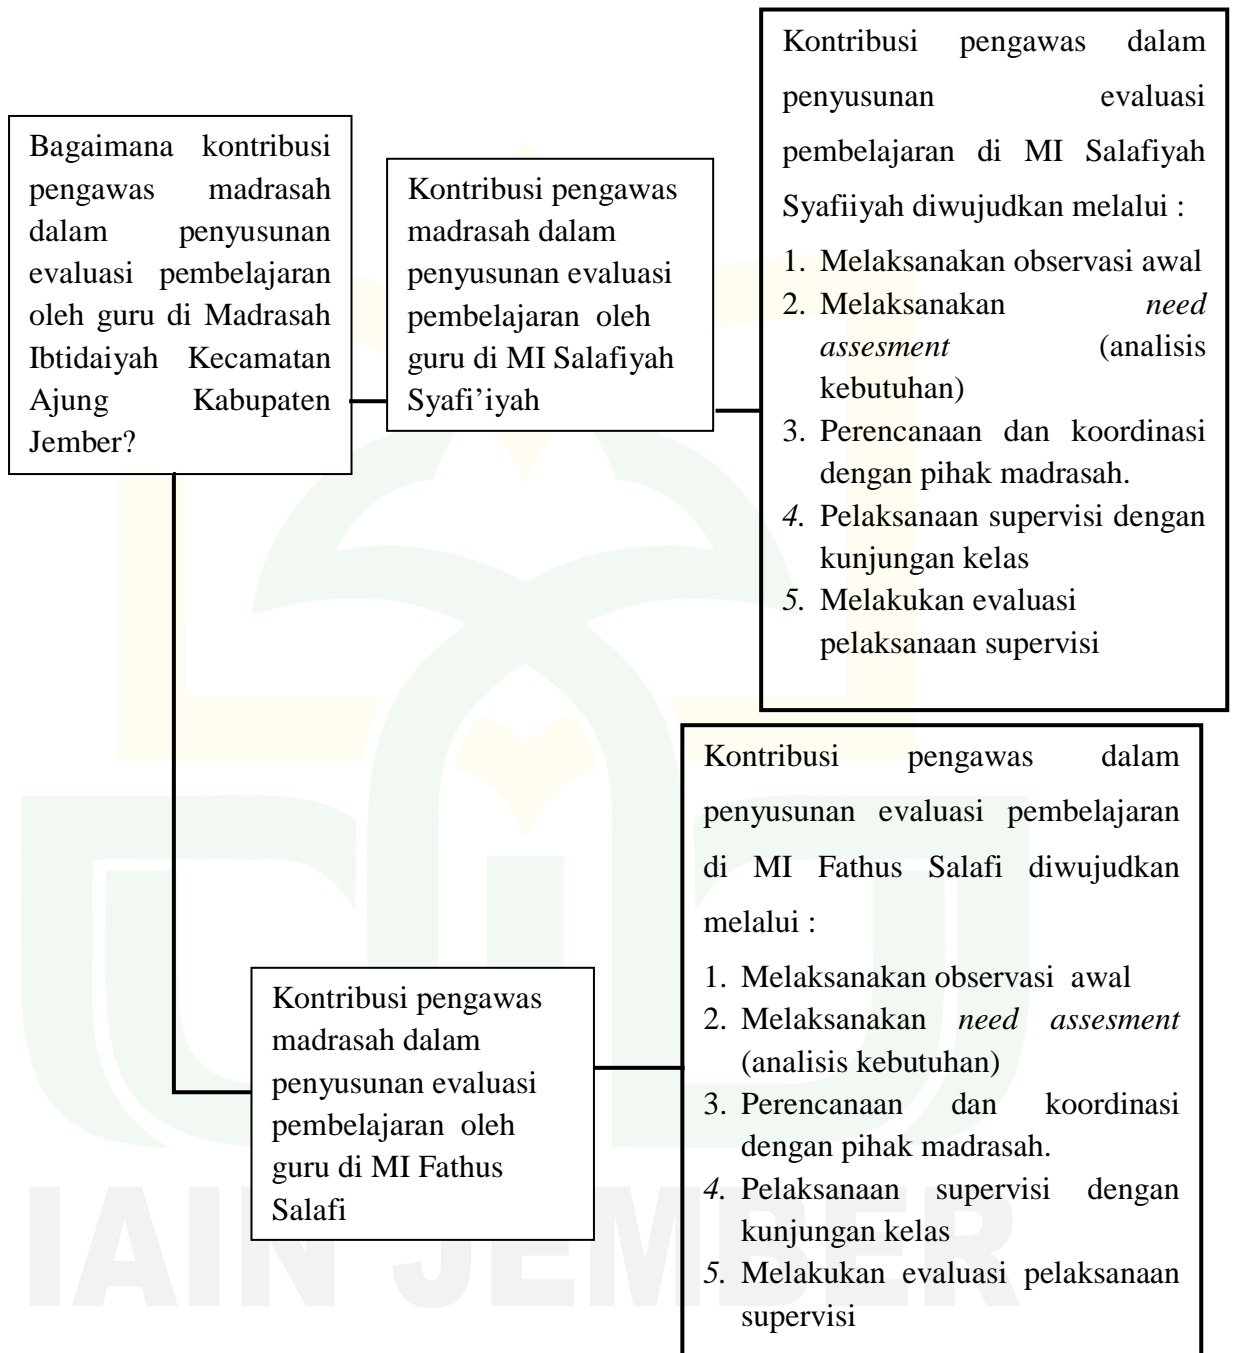 Bagaimana kontribusi
pengawas madrasah
dalam penyusunan
evaluasi pembelajaran
oleh guru di Madrasah
Ibtidaiyah Kecamatan
Ajung Kabupaten
Jember?
Kontribusi pengawas
madrasah dalam
penyusunan evaluasi
pembelajaran oleh
guru di MI Salafiyah
Syafi’iyah
Kontribusi pengawas dalam
penyusunan evaluasi
pembelajaran di MI Salafiyah
Syafiiyah diwujudkan melalui :
1. Melaksanakan observasi awal
2. Melaksanakan need
assesment (analisis
kebutuhan)
3. Perencanaan dan koordinasi
dengan pihak madrasah.
4. Pelaksanaan supervisi dengan
kunjungan kelas
5. Melakukan evaluasi
pelaksanaan supervisi
Kontribusi pengawas
madrasah dalam
penyusunan evaluasi
pembelajaran oleh
guru di MI Fathus
Salafi
Kontribusi pengawas dalam
penyusunan evaluasi pembelajaran
di MI Fathus Salafi diwujudkan
melalui :
1. Melaksanakan observasi awal
2. Melaksanakan need assesment
(analisis kebutuhan)
3. Perencanaan dan koordinasi
dengan pihak madrasah.
4. Pelaksanaan supervisi dengan
kunjungan kelas
5. Melakukan evaluasi pelaksanaan
supervisi
IAIN JEMBER